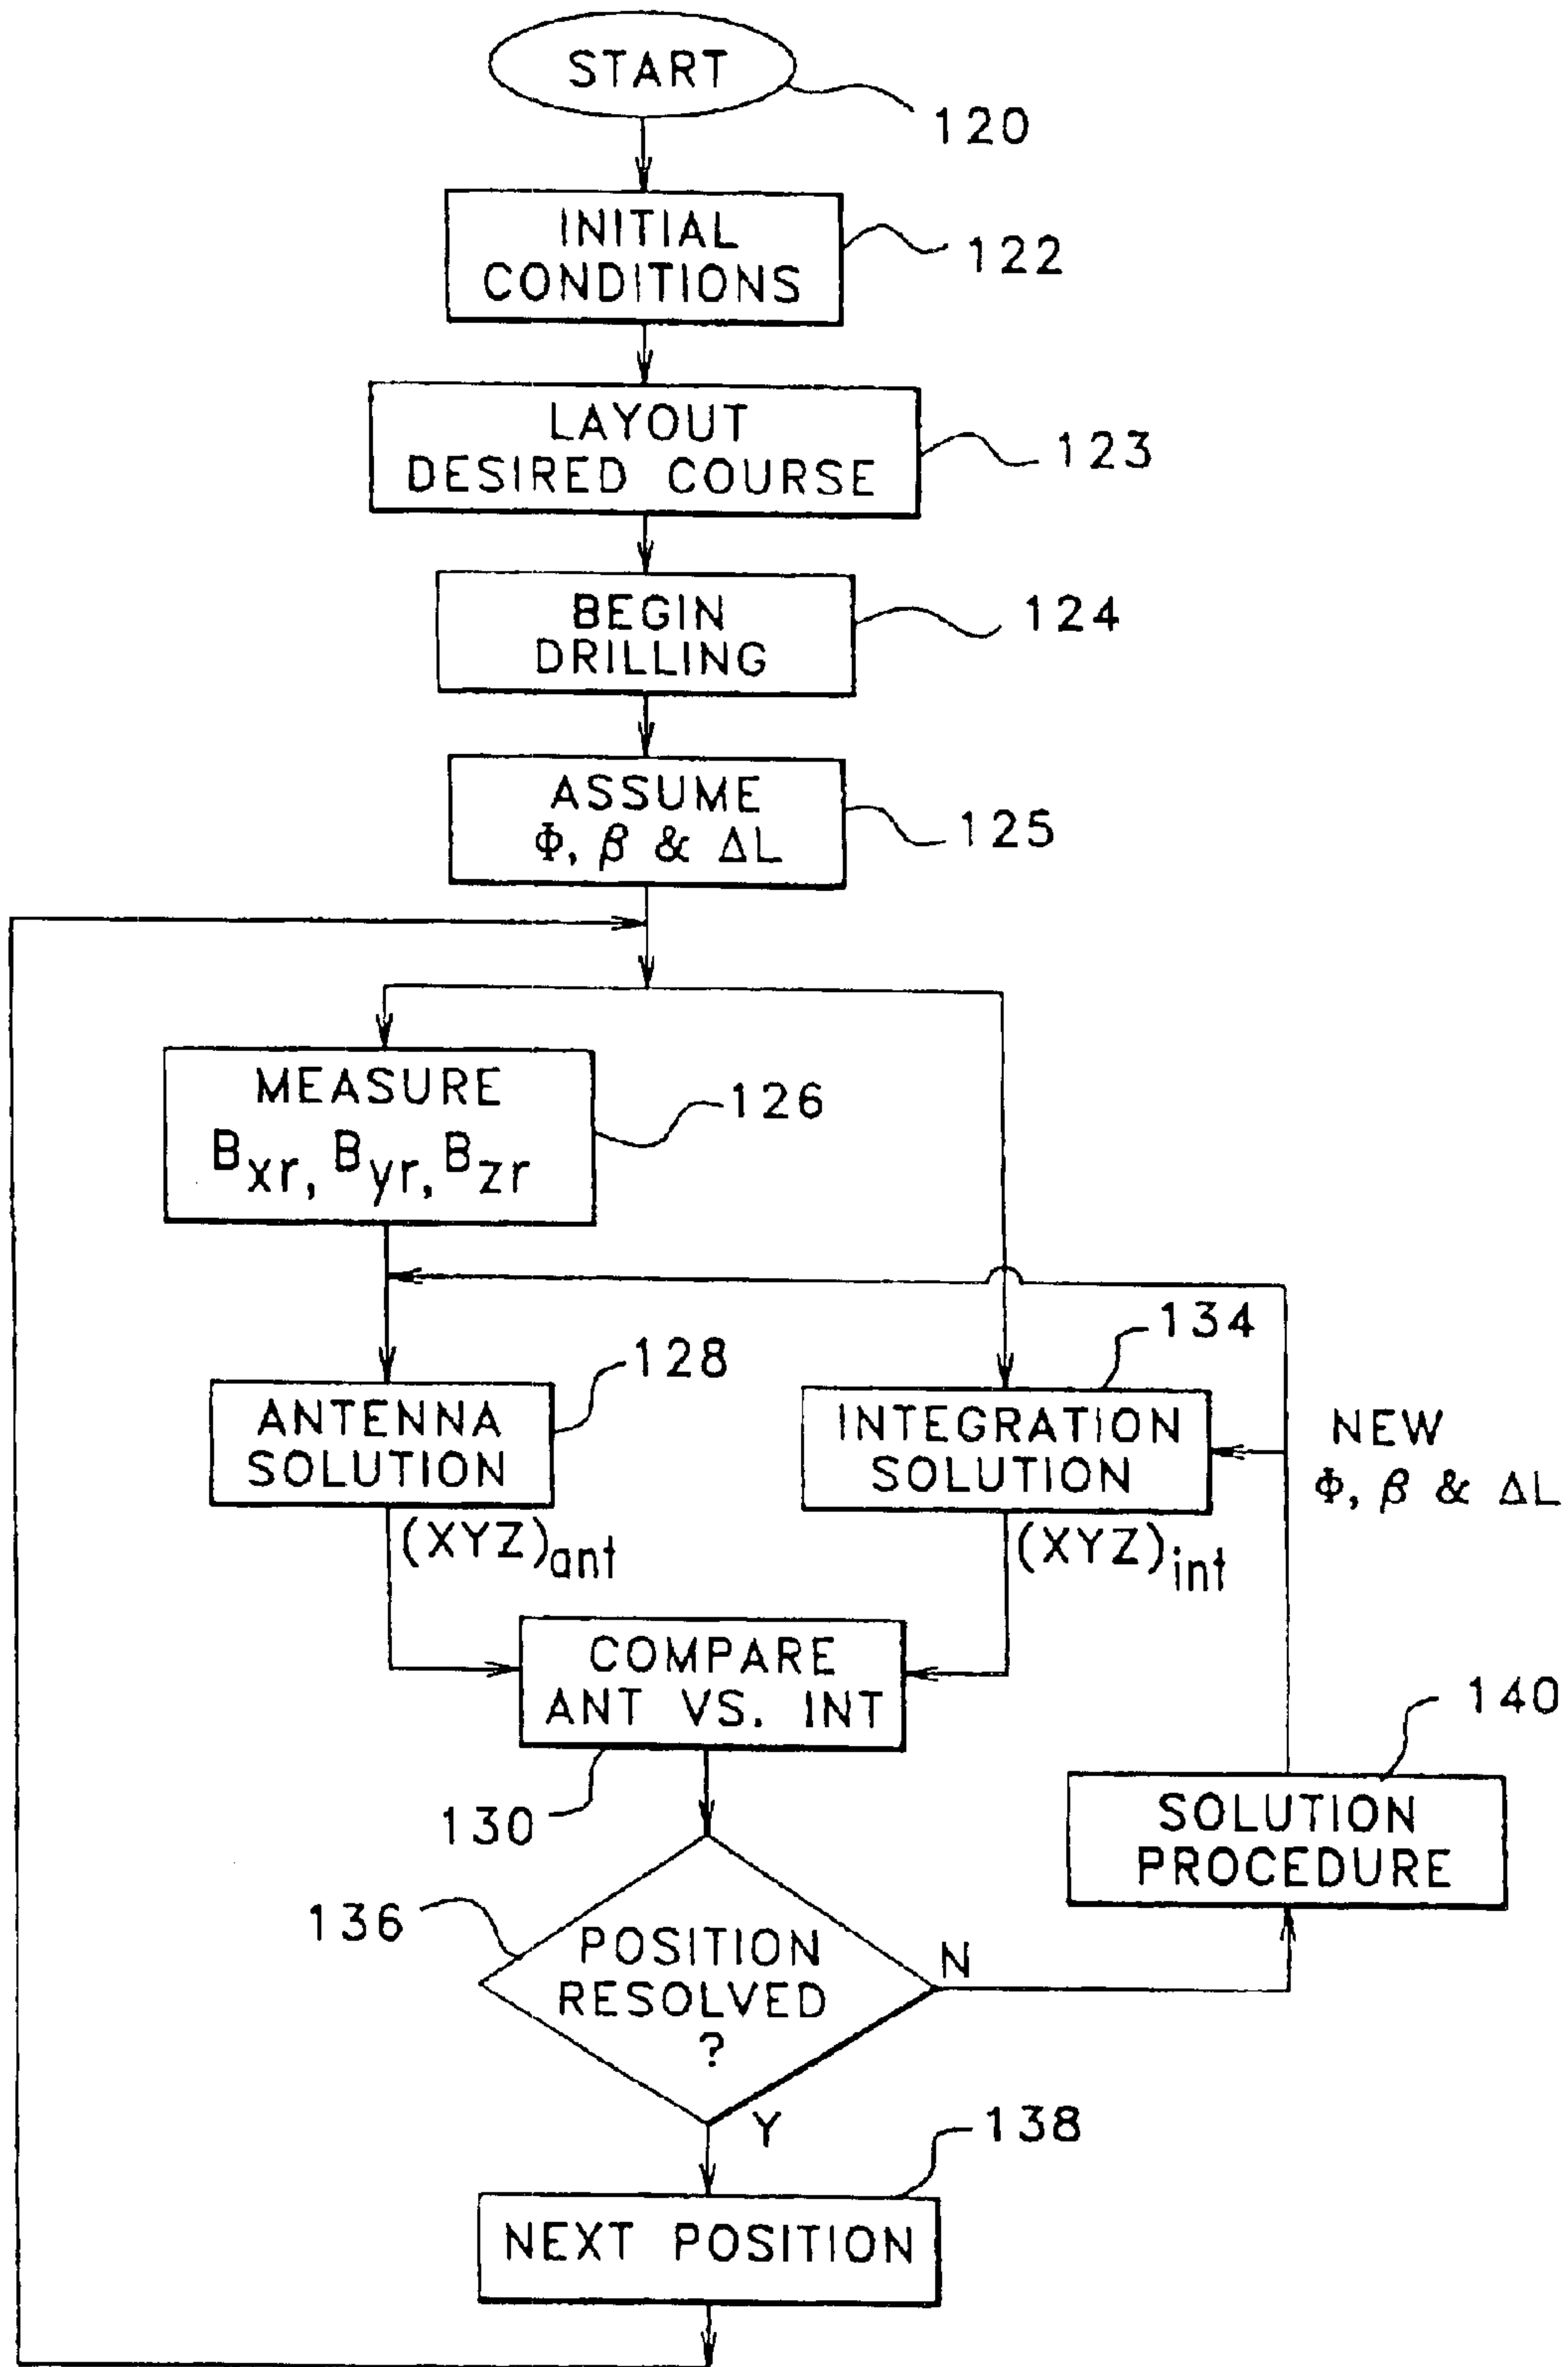 START
120
INITIAL
CONDITIONS
122
LAYOUT
DESIRED COURSE
123
BEGIN
DRILLING
124
ASSUME
Φ, β & ΔL
125
MEASURE
Bxr, Byr, Bzr
126
ANTENNA
SOLUTION
128
INTEGRATION
SOLUTION
134
NEW
Φ, β & ΔL
(XYZ)ant
(XYZ)int
COMPARE
ANT VS. INT
130
SOLUTION
PROCEDURE
140
POSITION
RESOLVED
?
136
N
Y
NEXT POSITION
138